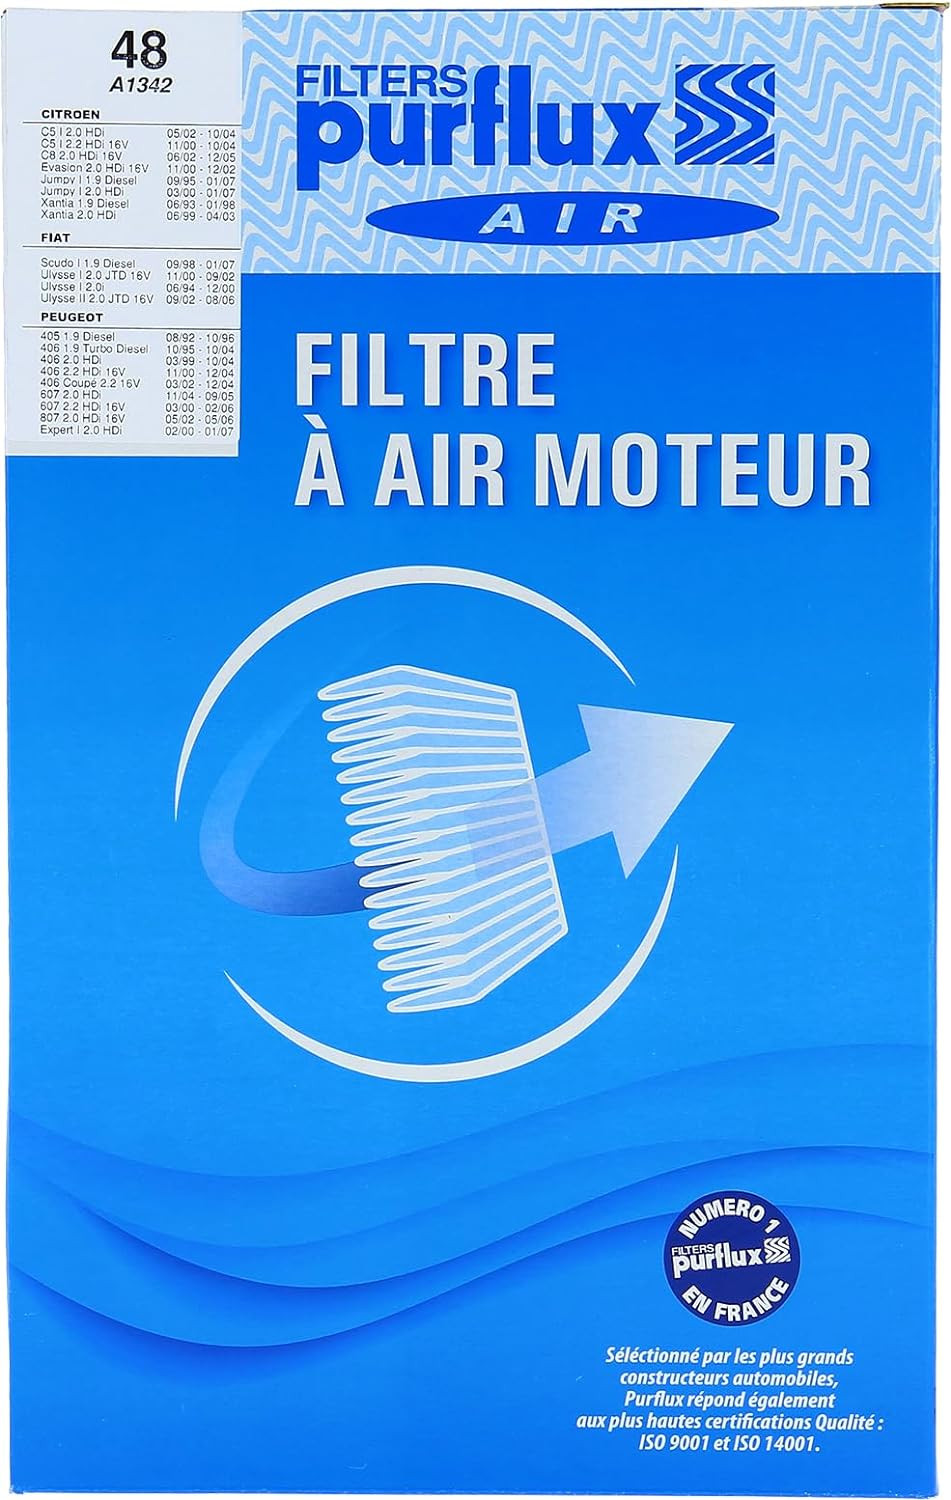 48
A1342
CITROEN
C5 I 2.0 HDi 05/02 - 10/04
C5 I 2.2 HDi 16V 11/00 - 10/04
C8 2.0 HDi 16V 06/02 - 12/05
Evasion 2.0 HDi 16V 11/00 - 12/02
Jumpy I 1.9 Diesel 09/95 - 01/07
Jumpy I 2.0 HDi 03/00 - 01/07
Xantia 1.9 Diesel 06/93 - 01/98
Xantia 2.0 HDi 06/99 - 04/03
FIAT
Scudo I 1.9 Diesel 09/98 - 01/07
Ulysse I 2.0 JTD 16V 11/00 - 09/02
Ulysse I 2.0i 06/94 - 12/00
Ulysse II 2.0 JTD 16V 09/02 - 08/06
PEUGEOT
405 1.9 Diesel 08/92 - 10/96
406 1.9 Turbo Diesel 10/95 - 10/04
406 2.0 HDi 03/99 - 10/04
406 2.2 HDi 16V 11/00 - 12/04
406 Coupé 2.2 16V 03/02 - 12/04
607 2.0 HDi 11/04 - 09/05
607 2.2 HDi 16V 03/00 - 02/06
807 2.0 HDi 16V 05/02 - 05/06
Expert I 2.0 HDi 02/00 - 01/07
FILTERS
purflux
AIR
FILTRE
À AIR MOTEUR
NUMERO 1
FILTERS
purflux
EN FRANCE
Séléctionné par les plus grands
constructeurs automobiles,
Purflux répond également
aux plus hautes certifications Qualité :
ISO 9001 et ISO 14001.